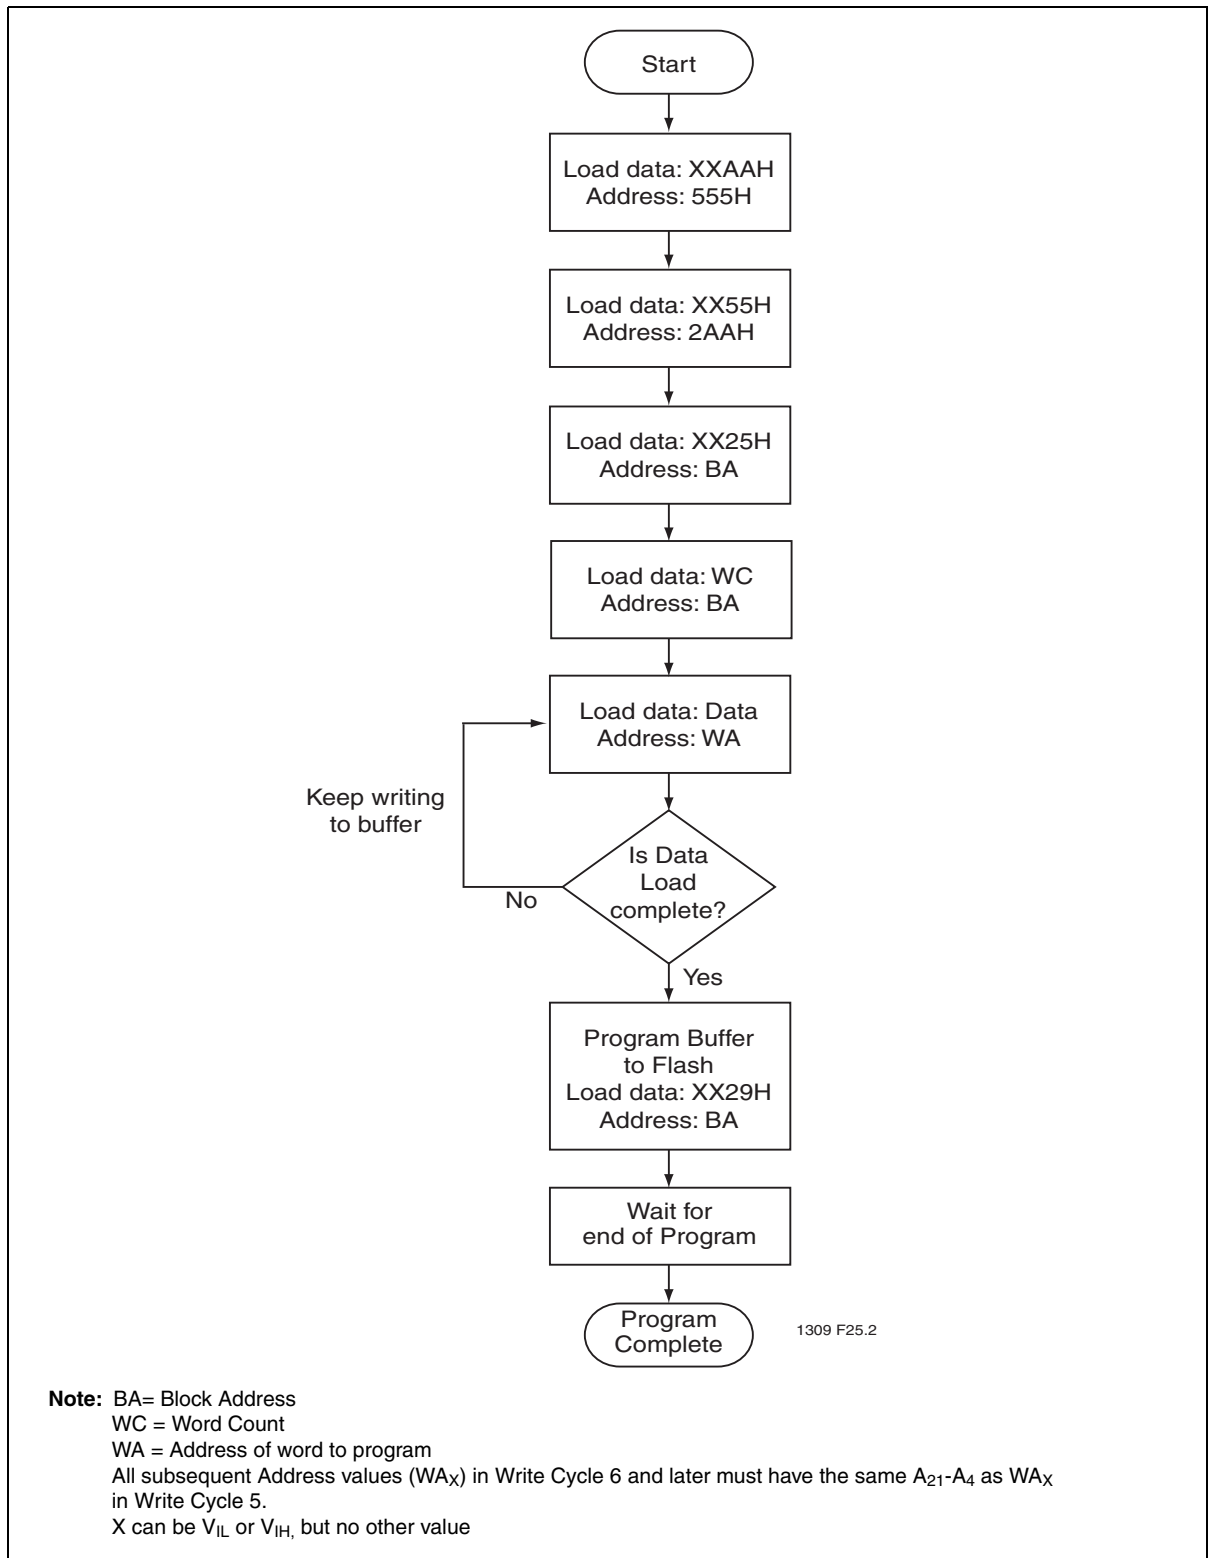 Start
Load data: XXAAH
Address: 555H
Load data: XX55H
Address: 2AAH
Load data: XX25H
Address: BA
Load data: WC
Address: BA
Load data: Data
Address: WA
Keep writing
to buffer
Is Data
Load
complete?
No
Yes
Program Buffer
to Flash
Load data: XX29H
Address: BA
Wait for
end of Program
Program
Complete
1309 F25.2
Note: BA= Block Address
WC = Word Count
WA = Address of word to program
All subsequent Address values (WAX) in Write Cycle 6 and later must have the same A21-A4 as WAX
in Write Cycle 5.
X can be VIL or VIH, but no other value